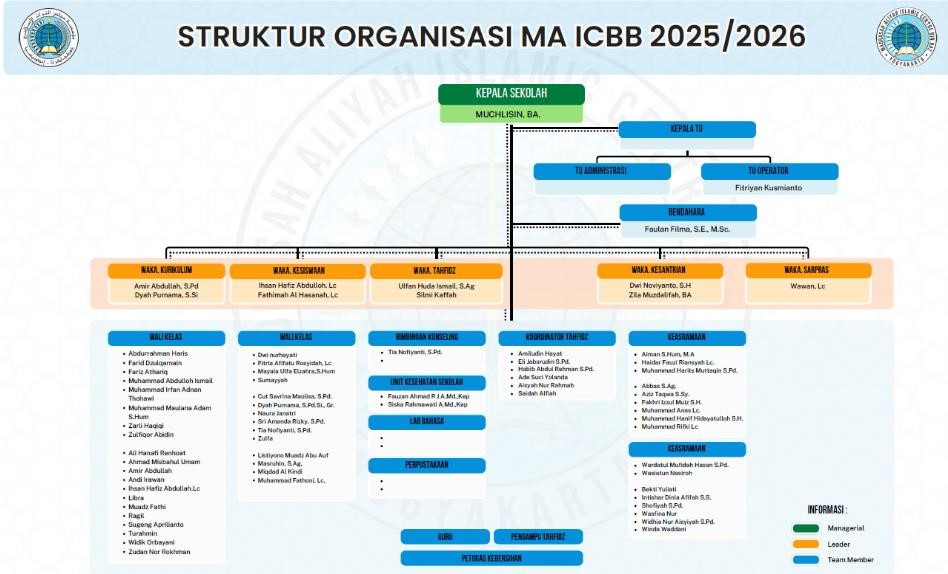 STRUKTUR ORGANISASI MA ICBB 2025/2026
KEPALA SEKOLAH
MUCHLISIN, BA.
KEPALA TU
TU ADMINISTRASI
TU OPERATOR
Fitriyan Kusmianto
BENDAHARA
Faulan Filma, S.E., M.Sc.
WAKA. KURIKULUM
Amir Abdullah, S.Pd
Dyah Purnama, S.Si
WAKA. KESISWAAN
Ihsan Hafiz Abdulloh, Lc
Fathimah Al Hasanah, Lc
WAKA. TAHFIDZ
Ulfan Huda Ismail, S.Ag
Silmi Kaffah
WAKA. KESANTRIAN
Dwi Noviyanto, S.H
Zila Muzdalifah, BA
WAKA. SARPRAS
Wawan, Lc
WALI KELAS
Abdurrahman Haris
Farid Dzulqarnain
Fariz Athariq
Muhammad Abdulloh Ismail
Muhammad Irfan Adnan
Thohawi
Muhammad Maulana Adam
S.Hum
Zarli Haqiqi
Zulfiqor Abidin
Ali Hanafi Renhoat
Ahmad Misbahul Umam
Amir Abdullah
Andi Irawan
Ihsan Hafiz Abdullah,Lc
Libra
Muadz Fathi
Ragil
Sugeng Aprilianto
Turahmin
Widik Orbayani
Zudan Nor Rokhman
WALI KELAS
Dwi nurhayati
Fitria Afifatu Rosyidah, Lc
Mayala Ulfa Elzahra,S.Hum
Sumayyah
Cut Savrina Maolisa, S.Pd.
Dyah Purnama, S.Pd.Si., Gr.
Naura Janatri
Sri Amanda Rizky, S.Pd.
Tia Nofiyanti, S.Pd.
Zulfa
Listiyono Muadz Abu Auf
Masruhin, S.Ag,
Miqdad Al Kindi
Muhammad Fathoni, Lc,
BIMBINGAN KONSELING
Tia Nofiyanti, S.Pd.
UNIT KESEHATAN SEKOLAH
Fauzan Ahmad R J A.Md.,Kep
Siska Rahmawati A.Md.,Kep
LAB BAHASA
PERPUSTAKAAN
KOORDINATOR TAHFIDZ
Amiludin Hayat
Eli Jabarudin S.Pd.
Habib Abdul Rahman S.Pd.
Ade Suci Yolanda
Aisyah Nur Rahmah
Saidah Alfiah
KEASRAMAAN
Aiman S.Hum, M.A
Haidar Fauzi Riansyah Lc.
Muhammad Harits Muttaqin S.Pd.
Abbas S.Ag.
Aziz Taqwa S.Sy.
Fakhri Izzul Muiz S.H.
Muhammad Anas Lc.
Muhammad Hanif Hidayatulloh S.H.
Muhammad Rifki Lc
KEASRAMAAN
Wardatul Mufidah Hasan S.Pd.
Wasiatun Nasiroh
Bekti Yuliati
Intishar Dinia Afifah S.S.
Shofiyah S.Pd.
Wasfina Nur
Widhia Nur Aisyiyah S.Pd.
Winda Waddani
GURU
PENGAMPU TAHFIDZ
PETUGAS KEBERSIHAN
INFORMASI :
Managerial
Leader
Team Member